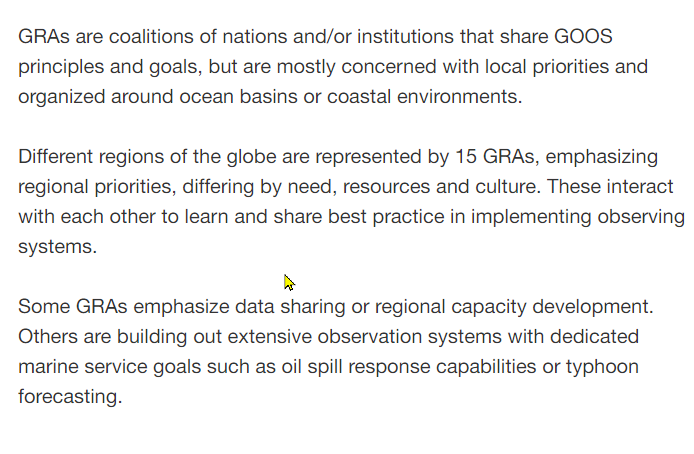 GRAs are coalitions of nations and/or institutions that share GOOS
principles and goals, but are mostly concerned with local priorities and
organized around ocean basins or coastal environments.
Different regions of the globe are represented by 15 GRAs, emphasizing
regional priorities, differing by need, resources and culture. These interact
with each other to learn and share best practice in implementing observing
systems.
Some GRAs emphasize data sharing or regional capacity development.
Others are building out extensive observation systems with dedicated
marine service goals such as oil spill response capabilities or typhoon
forecasting.